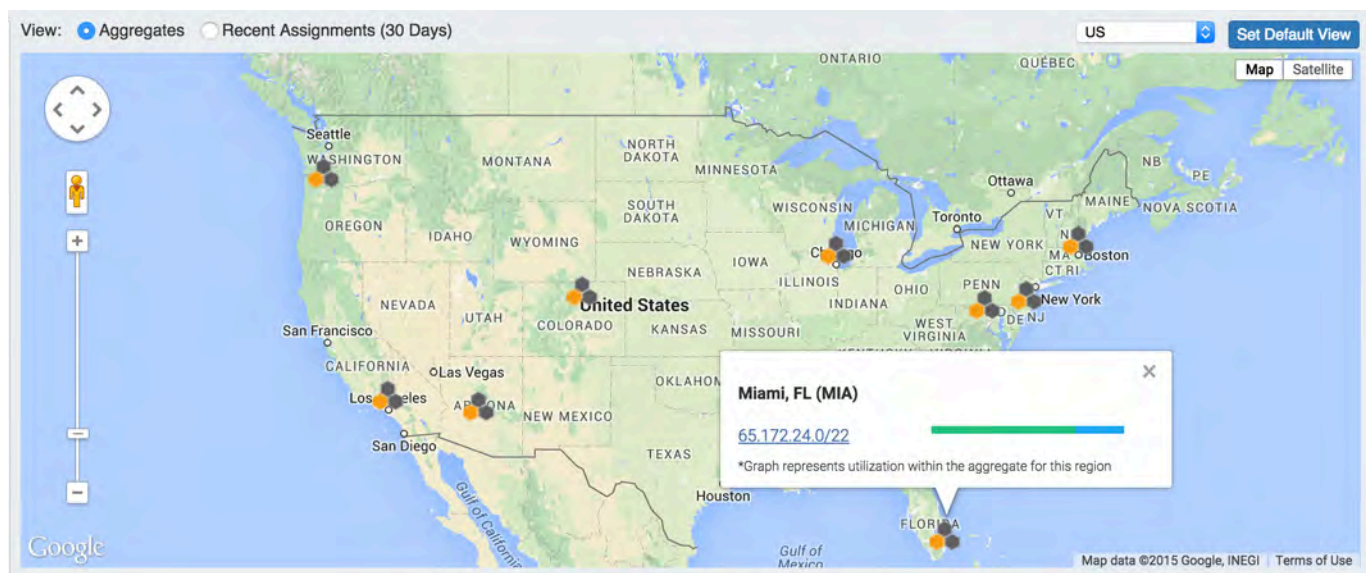 View: Aggregates Recent Assignments (30 Days) US Set Default View
Map Satellite
ONTARIO QUÉBEC
Seattle
WASHINGTON MONTANA NORTH DAKOTA MINNESOTA
Ottawa NB PE
OREGON IDAHO WYOMING SOUTH DAKOTA WISCONSIN MICHIGAN Toronto VT MAINE NOVA SCOTIA
NEW YORK
MA Boston
CT RI
NEBRASKA IOWA ILLINOIS INDIANA OHIO PENN
New York
NEVADA UTAH COLORADO United States KANSAS MISSOURI WEST VIRGINIA DE NJ
San Francisco
CALIFORNIA Las Vegas
NEW MEXICO
San Diego
TEXAS
Houston
Miami, FL (MIA)
65.172.24.0/22
*Graph represents utilization within the aggregate for this region
FLORIDA
Gulf of California
Gulf of Mexico
Google
Map data ©2015 Google, INEGI Terms of Use